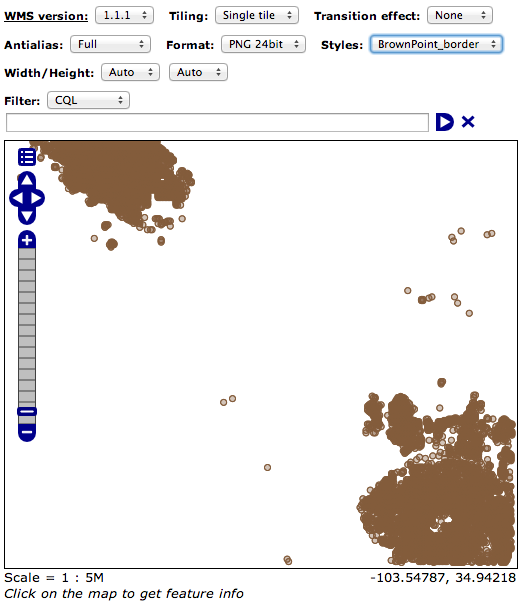 WMS version: 1.1.1 Tiling: Single tile Transition effect: None
Antialias: Full Format: PNG 24bit Styles: BrownPoint_border
Width/Height: Auto Auto
Filter: CQL
Scale = 1 : 5M -103.54787, 34.94218
Click on the map to get feature info